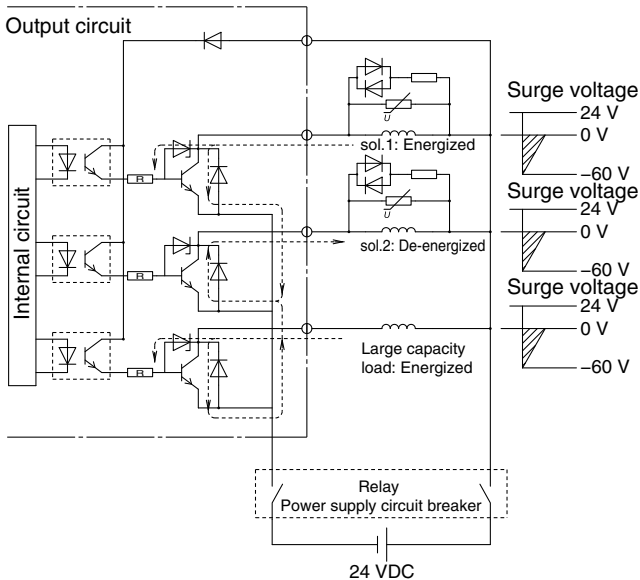 Output circuit
Internal circuit
R
R
R
U
sol.1: Energized
U
sol.2: De-energized
Large capacity
load: Energized
Surge voltage
24 V
0 V
−60 V
Surge voltage
24 V
0 V
−60 V
Surge voltage
24 V
0 V
−60 V
Relay
Power supply circuit breaker
24 VDC